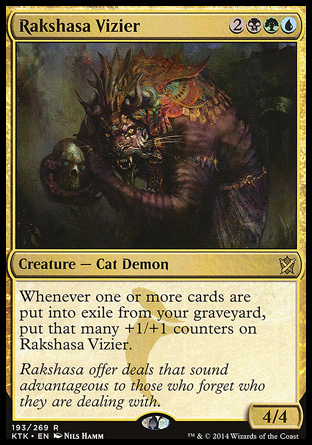 Rakshasa Vizier 2
Creature — Cat Demon
Whenever one or more cards are
put into exile from your graveyard,
put that many +1/+1 counters on
Rakshasa Vizier.
Rakshasa offer deals that sound
advantageous to those who forget who
they are dealing with.
4/4
193/269 R
KTK • EN Nils Hamm ™ & © 2014 Wizards of the Coast